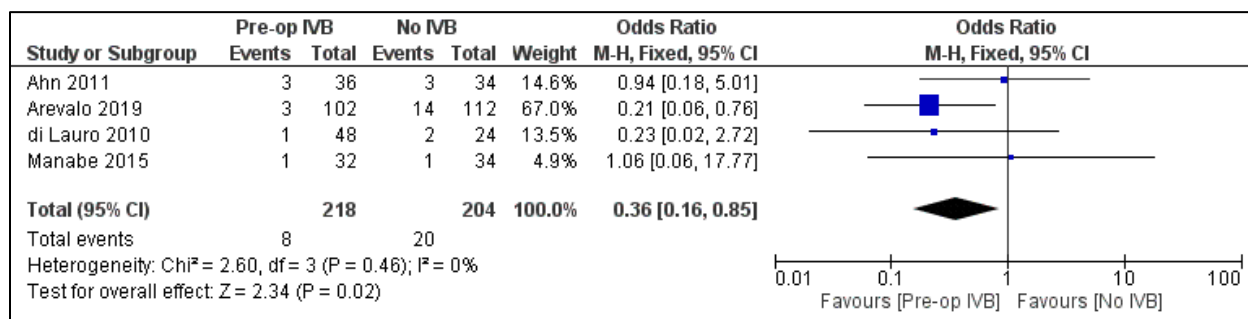 Pre-op IVB No IVB Odds Ratio Odds Ratio
Study or Subgroup Events Total Events Total Weight M-H, Fixed, 95% CI M-H, Fixed, 95% CI
Ahn 2011 3 36 3 34 14.6% 0.94 [0.18, 5.01]
Arevalo 2019 3 102 14 112 67.0% 0.21 [0.06, 0.76]
di Lauro 2010 1 48 2 24 13.5% 0.23 [0.02, 2.72]
Manabe 2015 1 32 1 34 4.9% 1.06 [0.06, 17.77]
Total (95% CI) 218 204 100.0% 0.36 [0.16, 0.85]
Total events 8 20
Heterogeneity: Chi² = 2.60, df = 3 (P = 0.46); I² = 0%
Test for overall effect: Z = 2.34 (P = 0.02)
0.01 0.1 1 10 100
Favours [Pre-op IVB] Favours [No IVB]